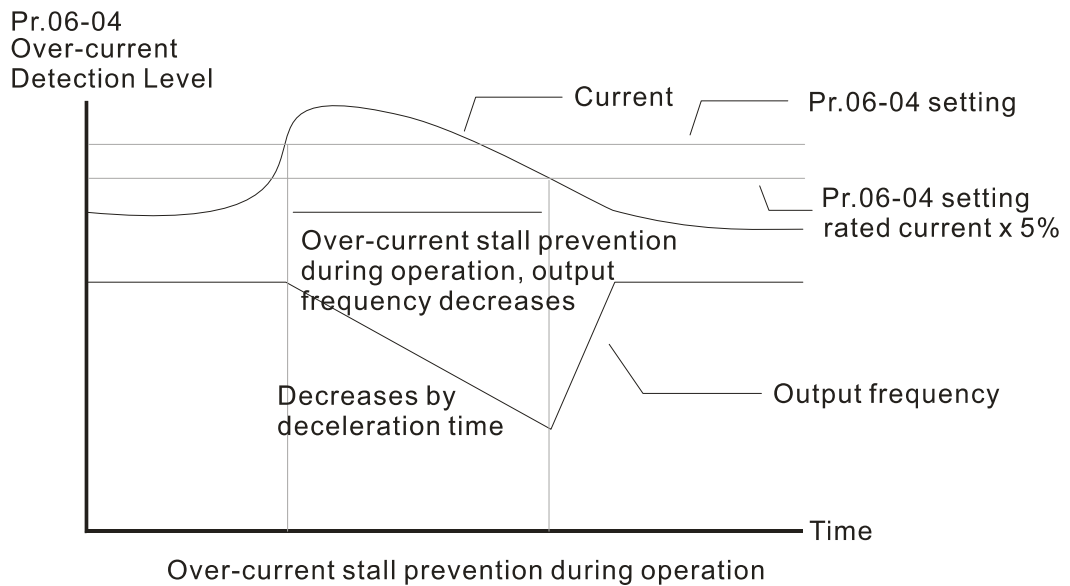 Pr.06-04
Over-current
Detection Level
Current
Pr.06-04 setting
Pr.06-04 setting
rated current x 5%
Over-current stall prevention
during operation, output
frequency decreases
Decreases by
deceleration time
Output frequency
Time
Over-current stall prevention during operation